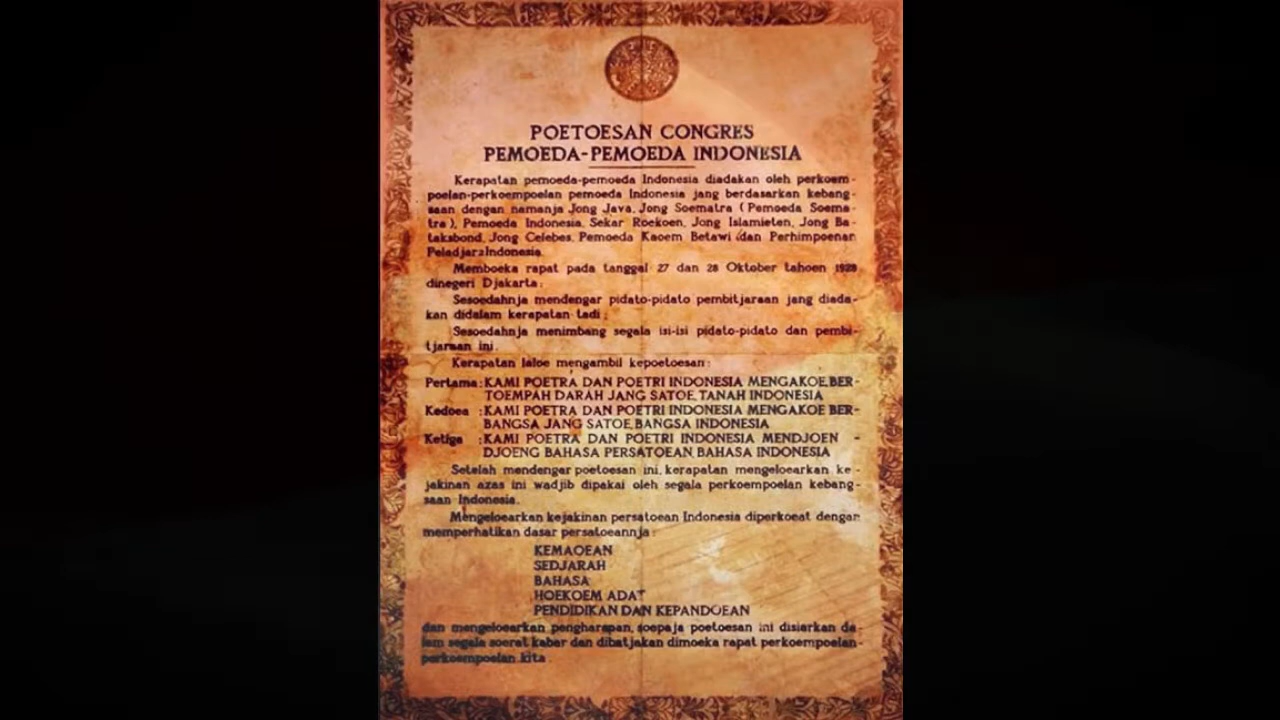 POETOESAN CONGRES
PEMOEDA-PEMOEDA INDONESIA
Kerapatan pemoeda-pemoeda Indonesia diadakan oleh perkoem-
poelan-perkoempoelan pemoeda Indonesia jang berdasarkan kebang-
saan dengan namanja Jong Java, Jong Soematra (Pemoeda Soema-
tra), Pemoeda Indonesia, Sekar Roekoen, Jong Islamieten, Jong Ba-
taksbond, Jong Celebes, Pemoeda Kaoem Betawi dan Perhimpoenan
Peladjar2Indonesia.
Memboeka rapat pada tanggal 27 dan 28 Oktober tahoen 1928
dinegeri Djakarta;
Sesoedahnja mendengar pidato-pidato pembitjaraan jang diada-
kan didalam kerapatan tadi;
Sesoedahnja menimbang segala isi-isi pidato-pidato dan pembi-
tjaraan ini.
Kerapatan laloe mengambil kepoetoesan:
Pertama: KAMI POETRA DAN POETRI INDONESIA MENGAKOE BER-
TOEMPAH DARAH JANG SATOE, TANAH INDONESIA
Kedoea : KAMI POETRA DAN POETRI INDONESIA MENGAKOE BER-
BANGSA JANG SATOE, BANGSA INDONESIA
Ketiga : KAMI POETRA DAN POETRI INDONESIA MENDJOEN -
DJOENG BAHASA PERSATOEAN, BAHASA INDONESIA
Setelah mendengar poetoesan ini, kerapatan mengeloearkan ke-
jakinan azas ini wadjib dipakai oleh segala perkoempoelan kebang-
saan Indonesia.
Mengeloearkan kejakinan persatoean Indonesia diperkoeat dengan
memperhatikan dasar persatoeannja:
KEMAOEAN
SEDJARAH
BAHASA
HOEKOEM ADAT
PENDIDIKAN DAN KEPANDOEAN
dan mengeloearkan pengharapan, soepaja poetoesan ini disiarkan da-
lam segala soerat kabar dan dibatjakan dimoeka rapat perkoempoelan-
perkoempoelan kita.